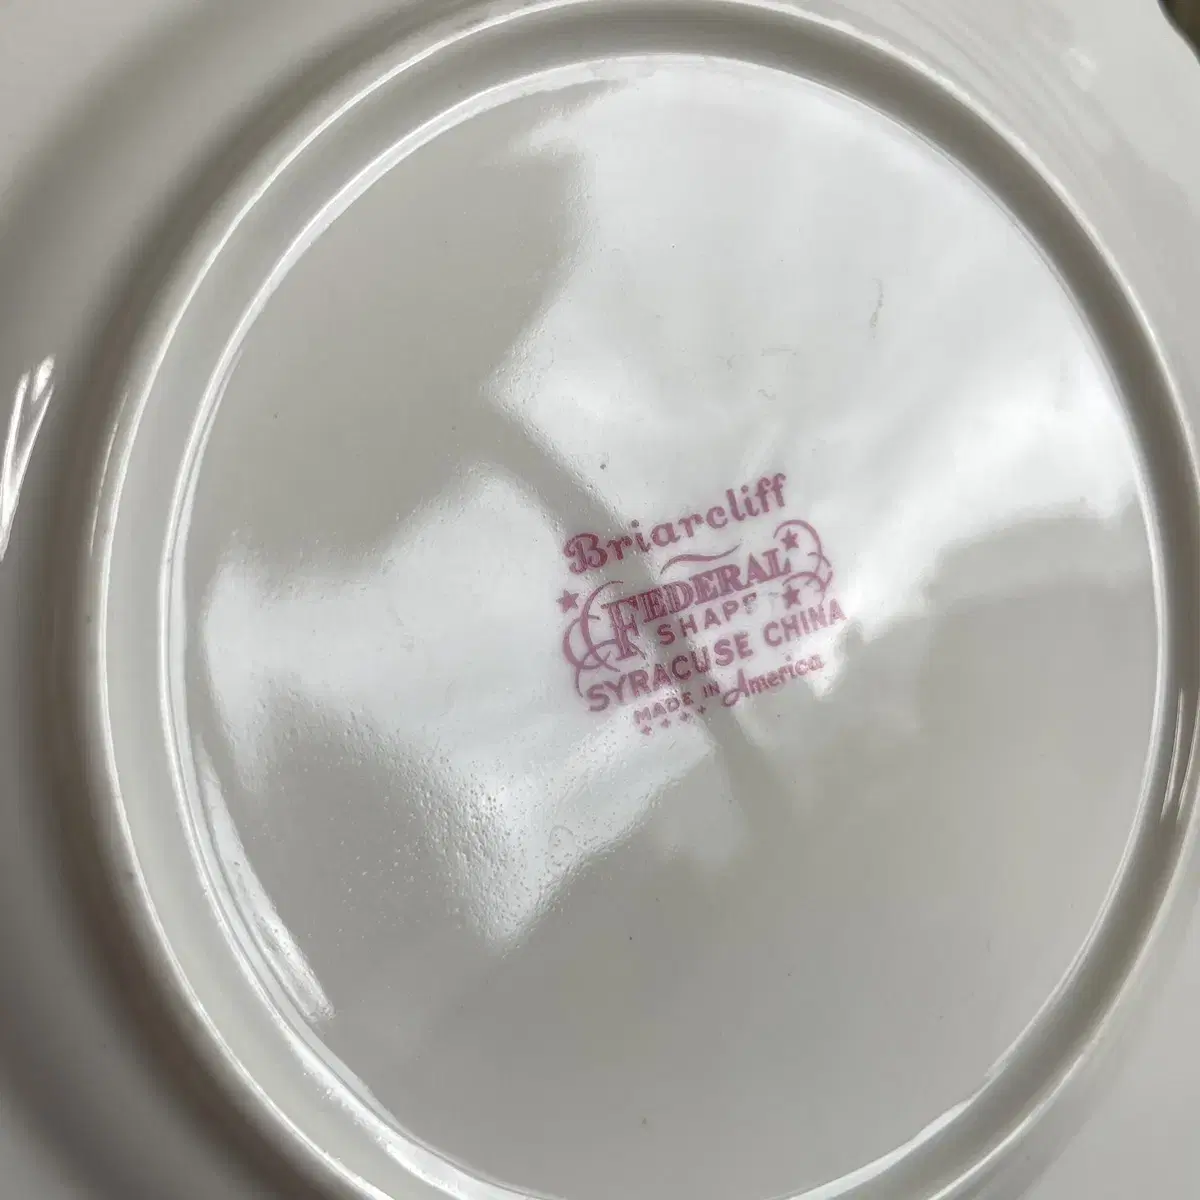 Briarcliff
FEDERAL
SHAPE
SYRACUSE CHINA
MADE IN America